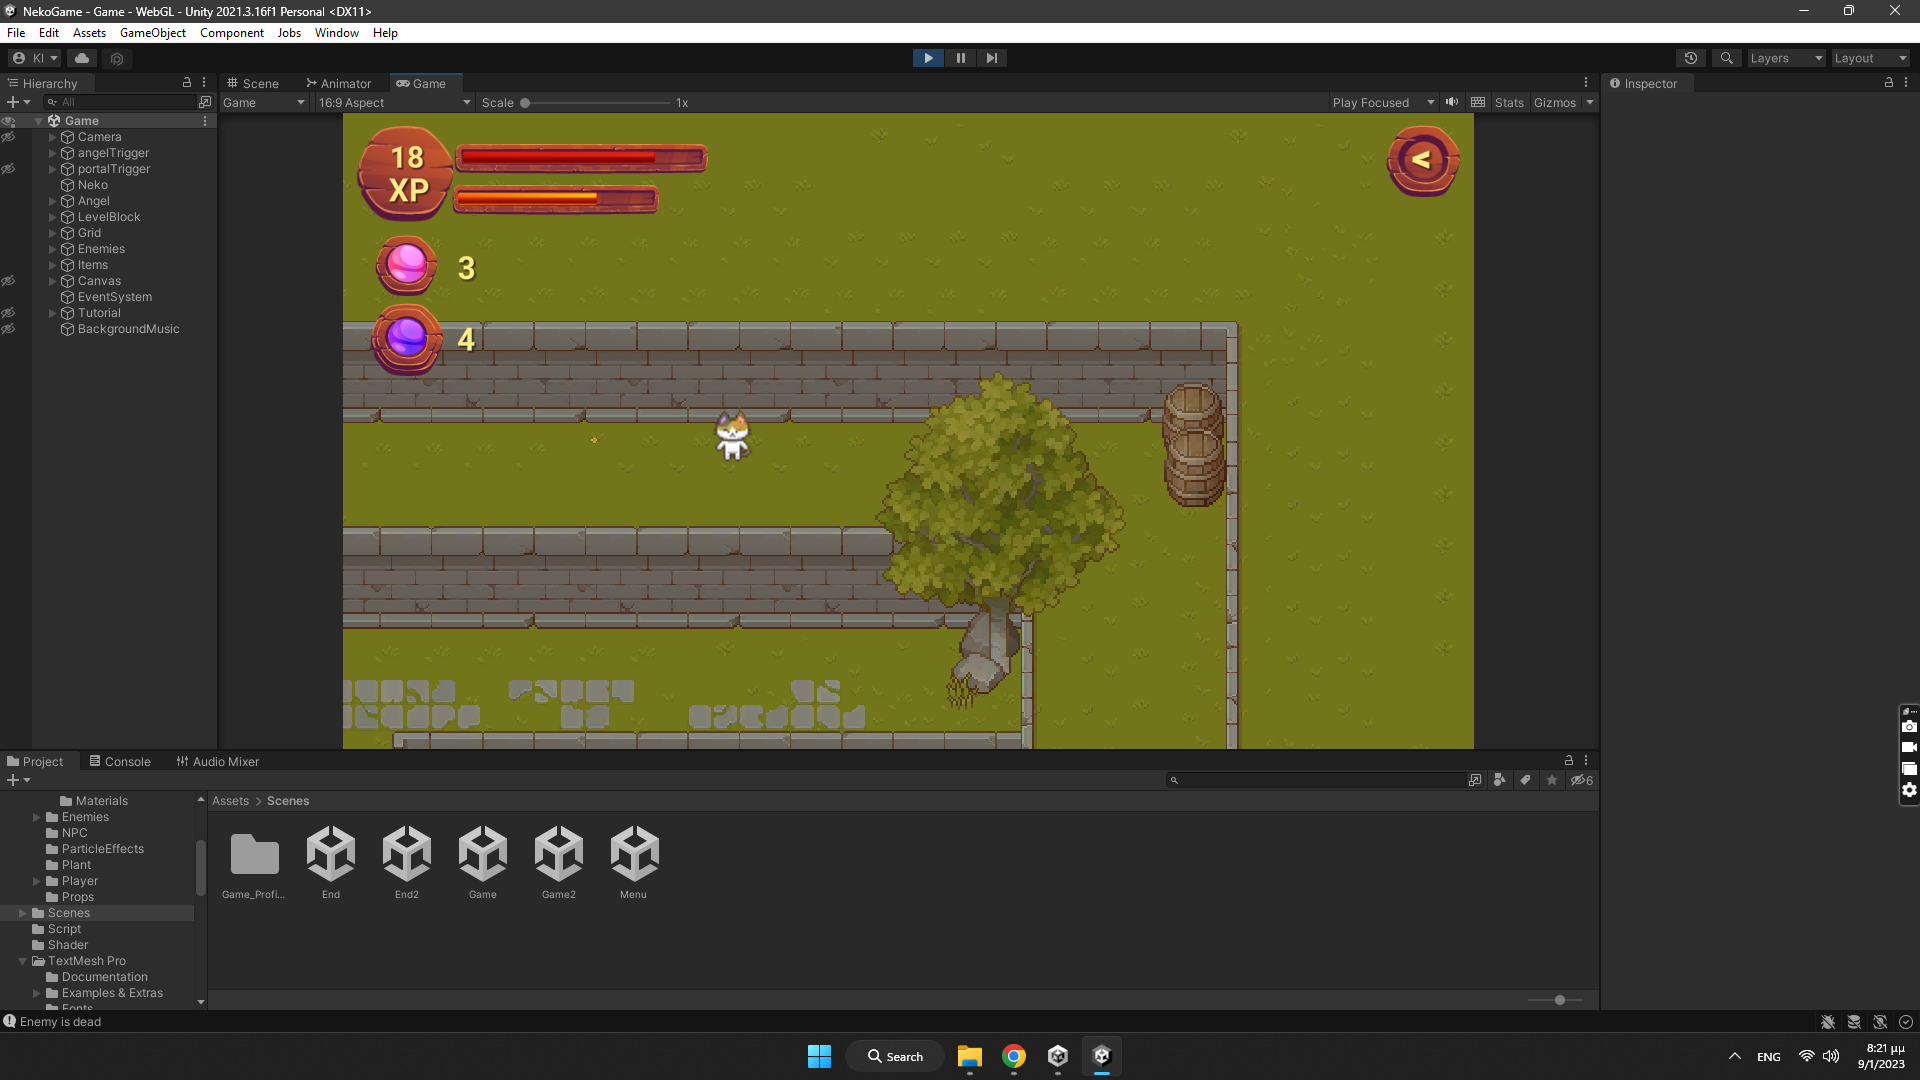 NekoGame - Game - WebGL - Unity 2021.3.16f1 Personal <DX11>
File Edit Assets GameObject Component Jobs Window Help
KI Layers Layout
Hierarchy Scene Animator Game Inspector
All Game 16:9 Aspect Scale 1x Play Focused Stats Gizmos
Game
Camera
angelTrigger
portalTrigger
Neko
Angel
LevelBlock
Grid
Enemies
Items
Canvas
EventSystem
Tutorial
BackgroundMusic
18
XP
<
3
4
Project Console Audio Mixer
6
Materials
Enemies
NPC
ParticleEffects
Plant
Player
Props
Scenes
Script
Shader
TextMesh Pro
Documentation
Examples & Extras
Fonts
Assets > Scenes
Game_Profi... End End2 Game Game2 Menu
Enemy is dead
Search
ENG
8:21 μμ
9/1/2023